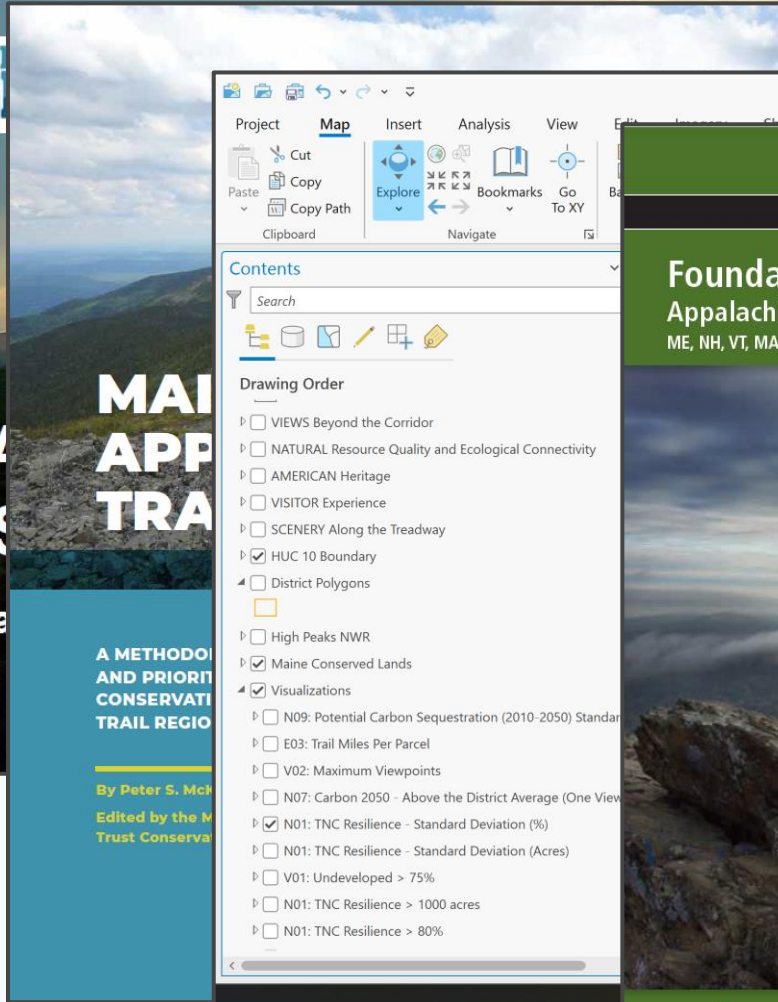 MAI
APP
TRA
A METHODOL
AND PRIORIT
CONSERVATI
TRAIL REGIO
By Peter S. McK
Edited by the M
Trust Conservat
Project Map Insert Analysis View
Paste
Cut
Copy
Copy Path
Clipboard
Explore
Bookmarks
Go
To XY
Navigate
Ba
Contents
Search
Drawing Order
VIEWS Beyond the Corridor
NATURAL Resource Quality and Ecological Connectivity
AMERICAN Heritage
VISITOR Experience
SCENERY Along the Treadway
HUC 10 Boundary
District Polygons
High Peaks NWR
Maine Conserved Lands
Visualizations
N09: Potential Carbon Sequestration (2010-2050) Standar
E03: Trail Miles Per Parcel
V02: Maximum Viewpoints
N07: Carbon 2050 - Above the District Average (One View
N01: TNC Resilience - Standard Deviation (%)
N01: TNC Resilience - Standard Deviation (Acres)
V01: Undeveloped > 75%
N01: TNC Resilience > 1000 acres
N01: TNC Resilience > 80%
Founda
Appalach
ME, NH, VT, MA